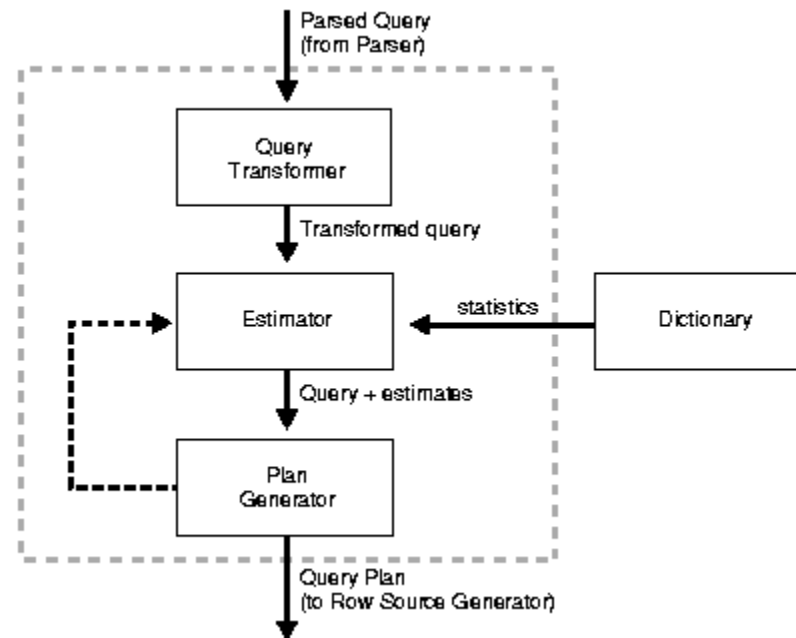 Parsed Query
(from Parser)
Query
Transformer
Transformed query
Estimator
statistics
Dictionary
Query + estimates
Plan
Generator
Query Plan
(to Row Source Generator)